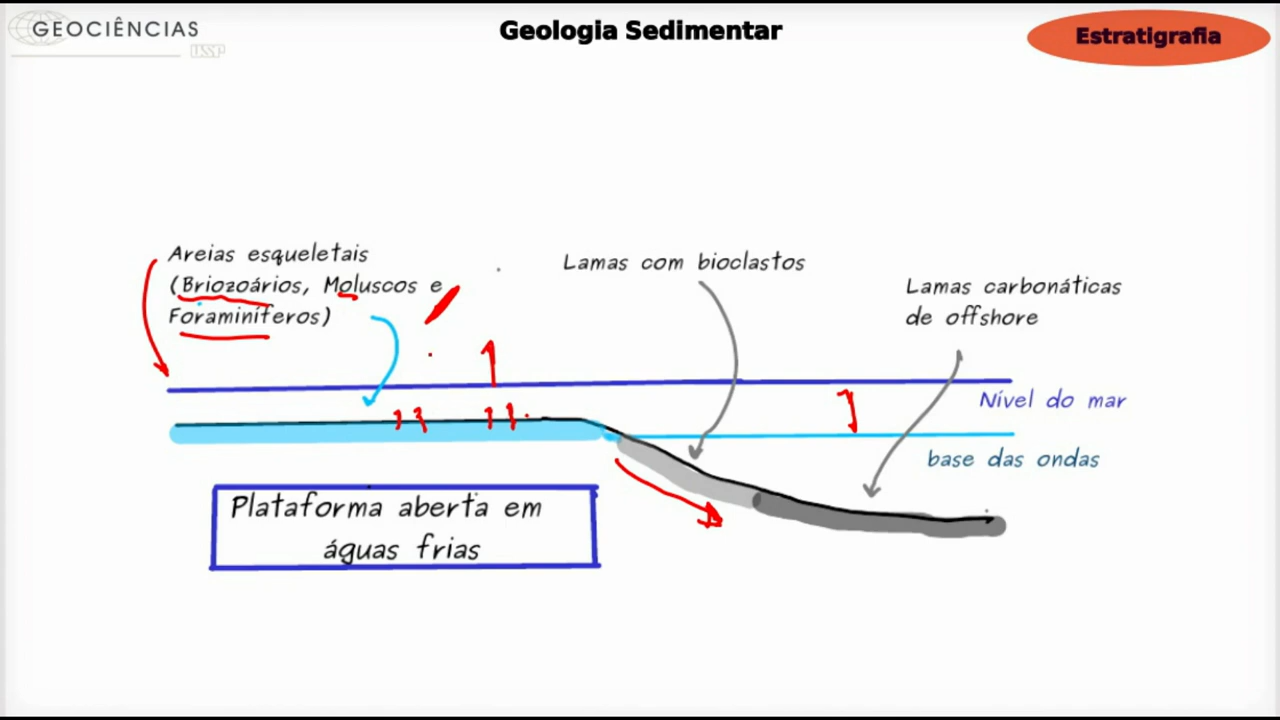 GEOCIÊNCIAS
USP
Geologia Sedimentar
Estratigrafia
Areias esqueletais
(Briozoários, Moluscos e
Foraminíferos)
Lamas com bioclastos
Lamas carbonáticas
de offshore
Nível do mar
base das ondas
Plataforma aberta em
águas frias